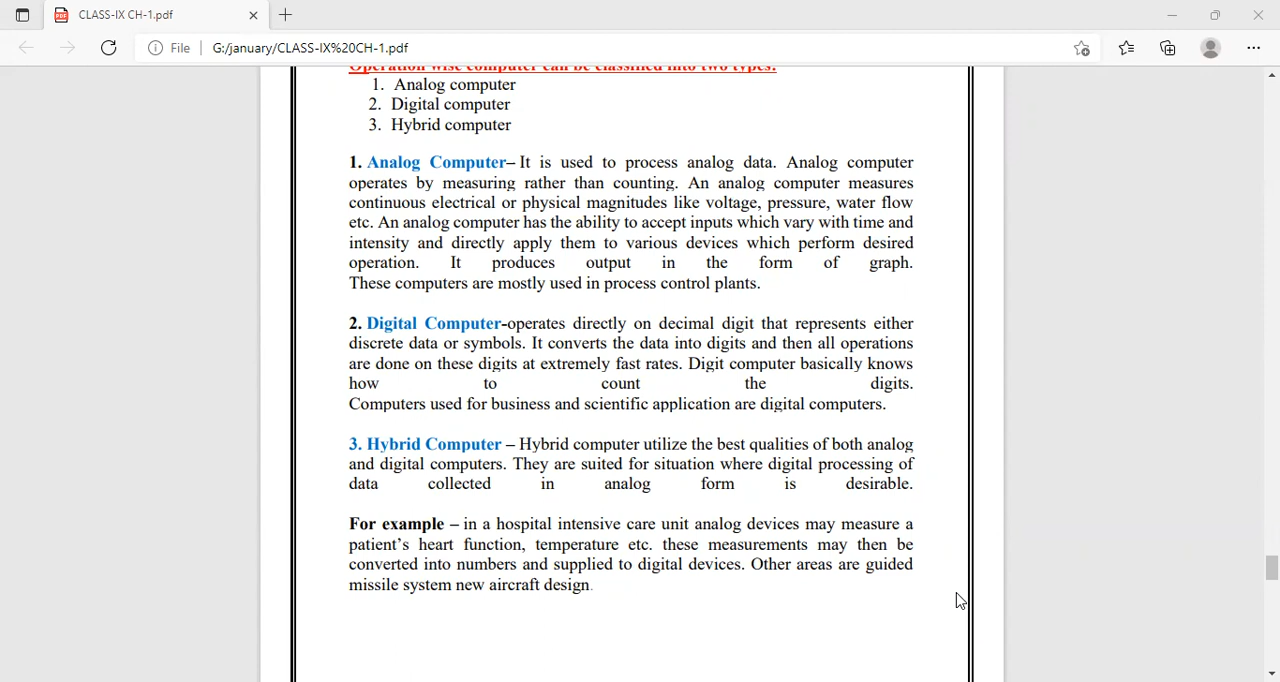 CLASS-IX CH-1.pdf
File
G:/january/CLASS-IX%20CH-1.pdf
Operation wise computer can be classified into two types:
1. Analog computer
2. Digital computer
3. Hybrid computer
1. Analog Computer– It is used to process analog data. Analog computer
operates by measuring rather than counting. An analog computer measures
continuous electrical or physical magnitudes like voltage, pressure, water flow
etc. An analog computer has the ability to accept inputs which vary with time and
intensity and directly apply them to various devices which perform desired
operation. It produces output in the form of graph.
These computers are mostly used in process control plants.
2. Digital Computer-operates directly on decimal digit that represents either
discrete data or symbols. It converts the data into digits and then all operations
are done on these digits at extremely fast rates. Digit computer basically knows
how to count the digits.
Computers used for business and scientific application are digital computers.
3. Hybrid Computer – Hybrid computer utilize the best qualities of both analog
and digital computers. They are suited for situation where digital processing of
data collected in analog form is desirable.
For example – in a hospital intensive care unit analog devices may measure a
patient's heart function, temperature etc. these measurements may then be
converted into numbers and supplied to digital devices. Other areas are guided
missile system new aircraft design.